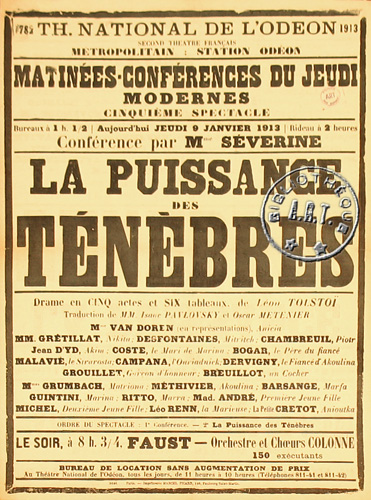 1782 TH. NATIONAL DE L'ODEON 1913
SECOND THEATRE FRANÇAIS
METROPOLITAIN : STATION ODEON
MATINÉES-CONFÉRENCES DU JEUDI
MODERNES
CINQUIÈME SPECTACLE
Bureaux à 1 h. 1/2 | Aujourd'hui JEUDI 9 JANVIER 1913 | Rideau à 2 heures
Conférence par Mme SÉVERINE
LA PUISSANCE
DES
TÉNÈBRES
BIBLIOTHÈQUE
A.R.T.
Drame en CINQ actes et SIX tableaux, de Léon TOLSTOÏ
Traduction de MM. Isaac PAVLOVSKY et Oscar METENIER
Mme VAN DOREN (en représentations), Anicia
MM. GRÉTILLAT, Nikita; DESFONTAINES, Mitritch; CHAMBREUIL, Piotr
Jean D'YD, Akim; COSTE, le Mari de Marina; BOGAR, le Père du fiancé
MALAVIÉ, le Starosta; CAMPANA, l'Ouriadnick; DERVIGNY, le Fiancé d'Akoulina
GROUILLET, Garçon d'honneur; BREUILLOT, un Cocher
Mmes GRUMBACH, Matriona; MÉTHIVIER, Akoulina; BARSANGE, Marfa
GUINTINI, Marina; RITTO, Mavra; Mad. ANDRÉ, Première Jeune Fille
MICHEL, Deuxième Jeune Fille; Léo RENN, la Marieuse; La Petite CRETOT, Anioutka
ORDRE DU SPECTACLE : 1° Conférence. — 2° La Puissance des Ténèbres
LE SOIR, à 8 h. 3/4. FAUST — Orchestre et Chœurs COLONNE
150 exécutants
BUREAU DE LOCATION SANS AUGMENTATION DE PRIX
Au Théâtre National de l'Odéon, tous les jours, de 11 heures à 10 heures (Téléphones 811-41 et 811-42)